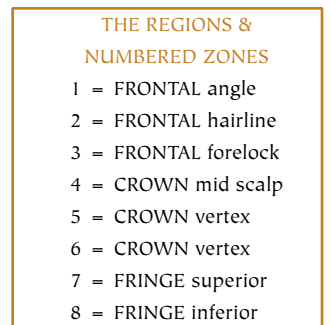 THE REGIONS &
NUMBERED ZONES
1 = FRONTAL angle
2 = FRONTAL hairline
3 = FRONTAL forelock
4 = CROWN mid scalp
5 = CROWN vertex
6 = CROWN vertex
7 = FRINGE superior
8 = FRINGE inferior